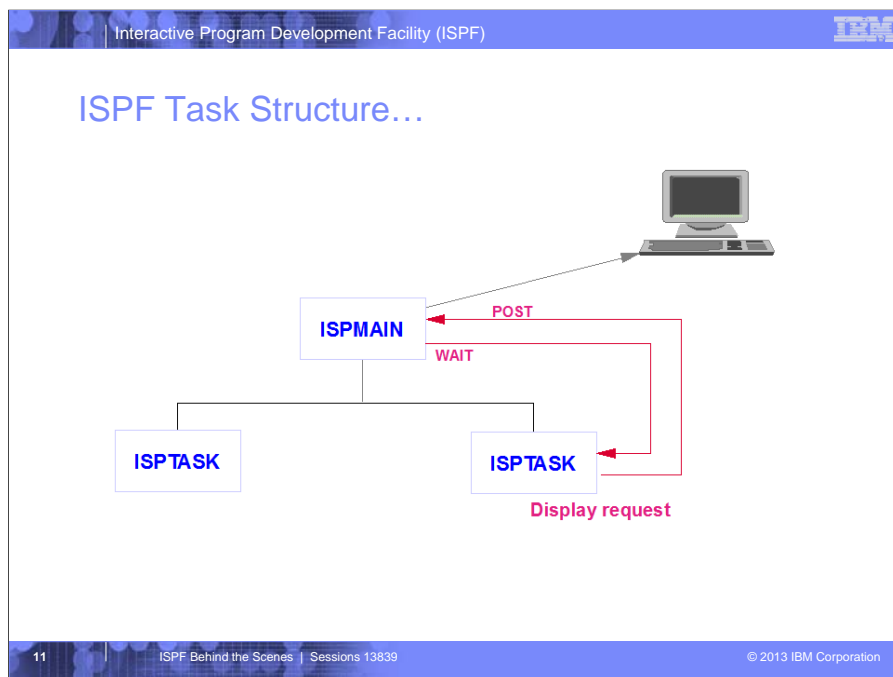 Interactive Program Development Facility (ISPF)
IBM
ISPF Task Structure…
ISPMAIN
POST
WAIT
ISPTASK
ISPTASK
Display request
11
ISPF Behind the Scenes | Sessions 13839
© 2013 IBM Corporation